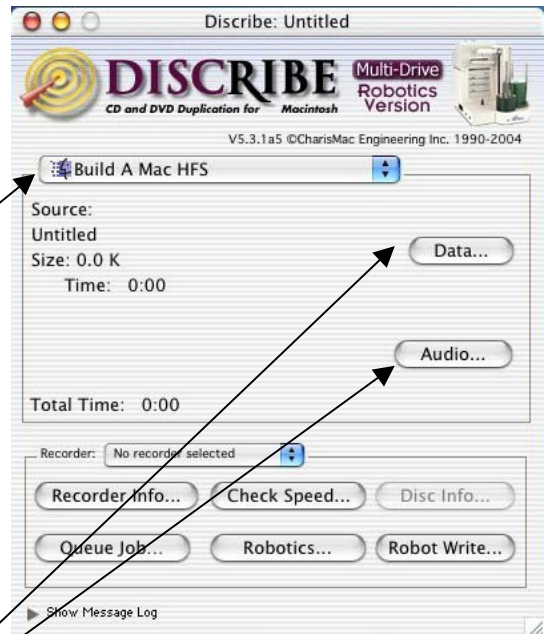 Discribe: Untitled
DISCRIBE
CD and DVD Duplication for Macintosh
Multi-Drive
Robotics
Version
V5.3.1a5 ©CharisMac Engineering Inc. 1990-2004
Build A Mac HFS
Source:
Untitled
Size: 0.0 K
Time: 0:00
Data...
Audio...
Total Time: 0:00
Recorder: No recorder selected
Recorder Info... Check Speed... Disc Info...
Queue Job... Robotics... Robot Write...
Show Message Log